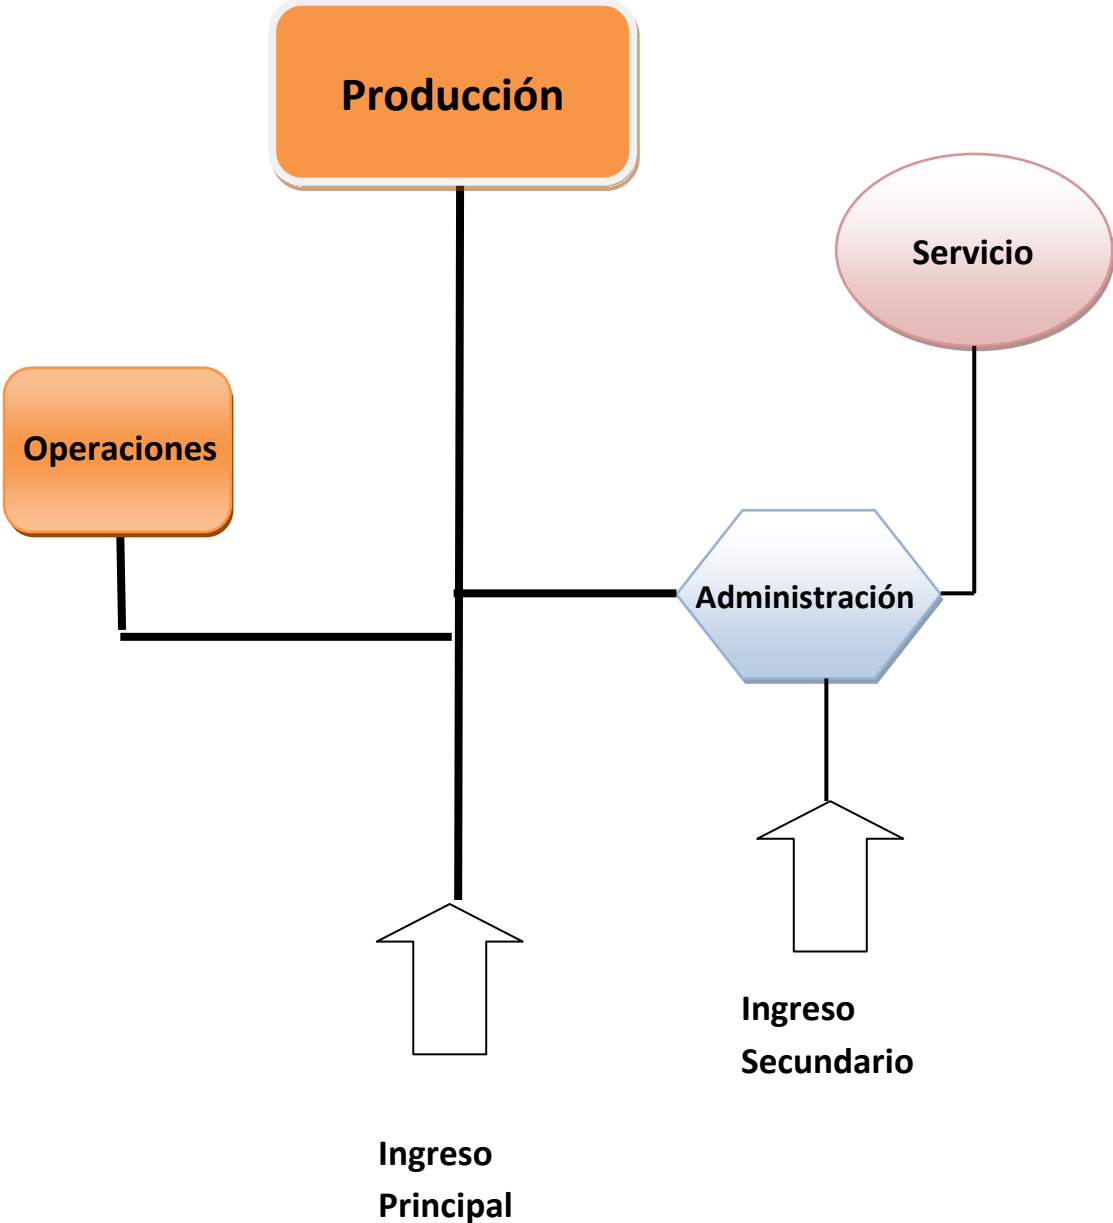 Producción
Servicio
Operaciones
Administración
Ingreso
Secundario
Ingreso
Principal